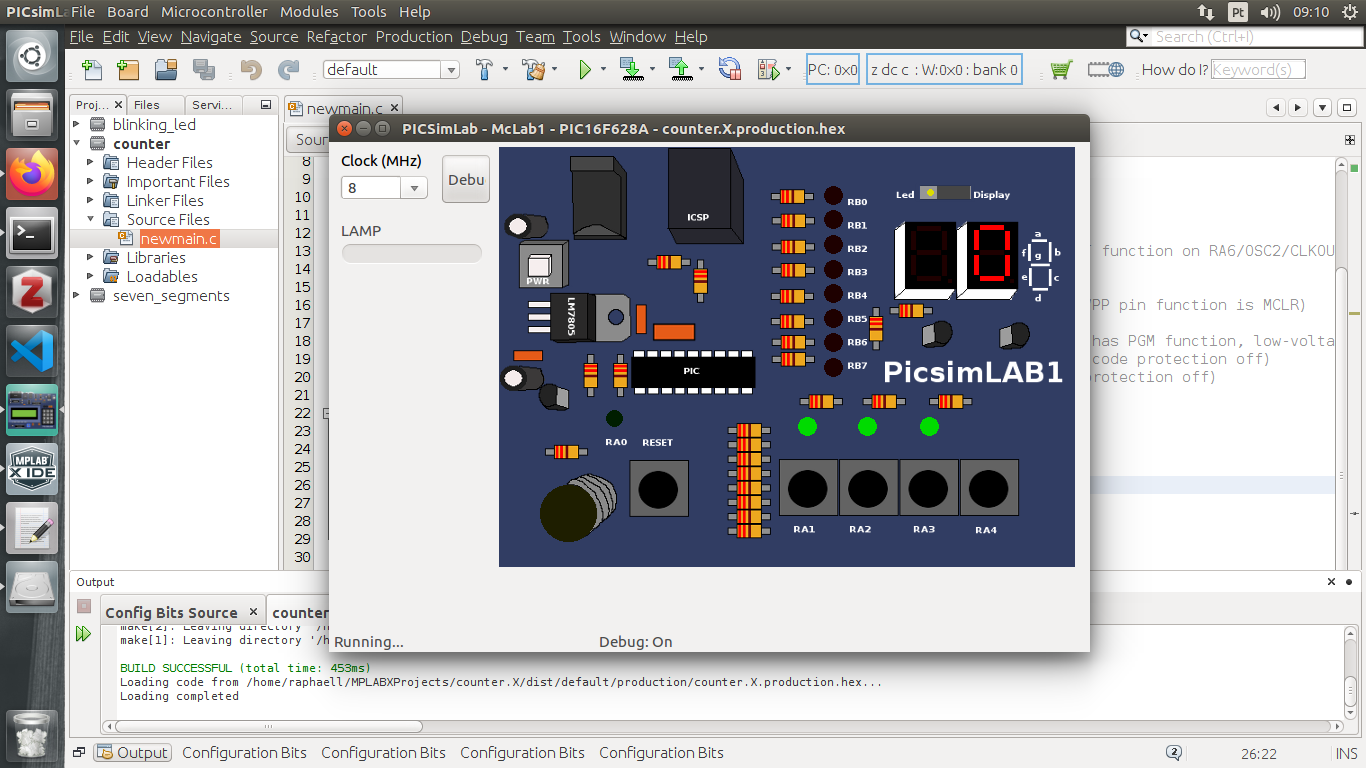 PICsimLa File Board Microcontroller Modules Tools Help Pt 09:10
File Edit View Navigate Source Refactor Production Debug Team Tools Window Help Search (Ctrl+I)
default PC: 0x0 z dc c : W:0x0 : bank 0 How do I? Keyword(s)
Proj... Files Servi...
newmain.c
blinking_led
counter
Header Files
Important Files
Linker Files
Source Files
newmain.c
Libraries
Loadables
seven_segments
Sour
8
9
10
11
12
13
14
15
16
17
18
19
20
21
22
23
24
25
26
27
28
29
30
function on RA6/OSC2/CLKOU
/PP pin function is MCLR)
has PGM function, low-volta
code protection off)
rotection off)
PICSimLab - McLab1 - PIC16F628A - counter.X.production.hex
Clock (MHz)
8
Debu
LAMP
ICSP
PWR
LM7805
PIC
RA0
RESET
RB0
RB1
RB2
RB3
RB4
RB5
RB6
RB7
Led Display
0
a
f b
g
e c
d
PicsimLAB1
RA1 RA2 RA3 RA4
Running... Debug: On
Output
Config Bits Source counter
make[2]: Leaving directory '/h
make[1]: Leaving directory '/h
BUILD SUCCESSFUL (total time: 453ms)
Loading code from /home/raphaell/MPLABXProjects/counter.X/dist/default/production/counter.X.production.hex...
Loading completed
Output Configuration Bits Configuration Bits Configuration Bits Configuration Bits 2 26:22 INS
MPLAB
X IDE